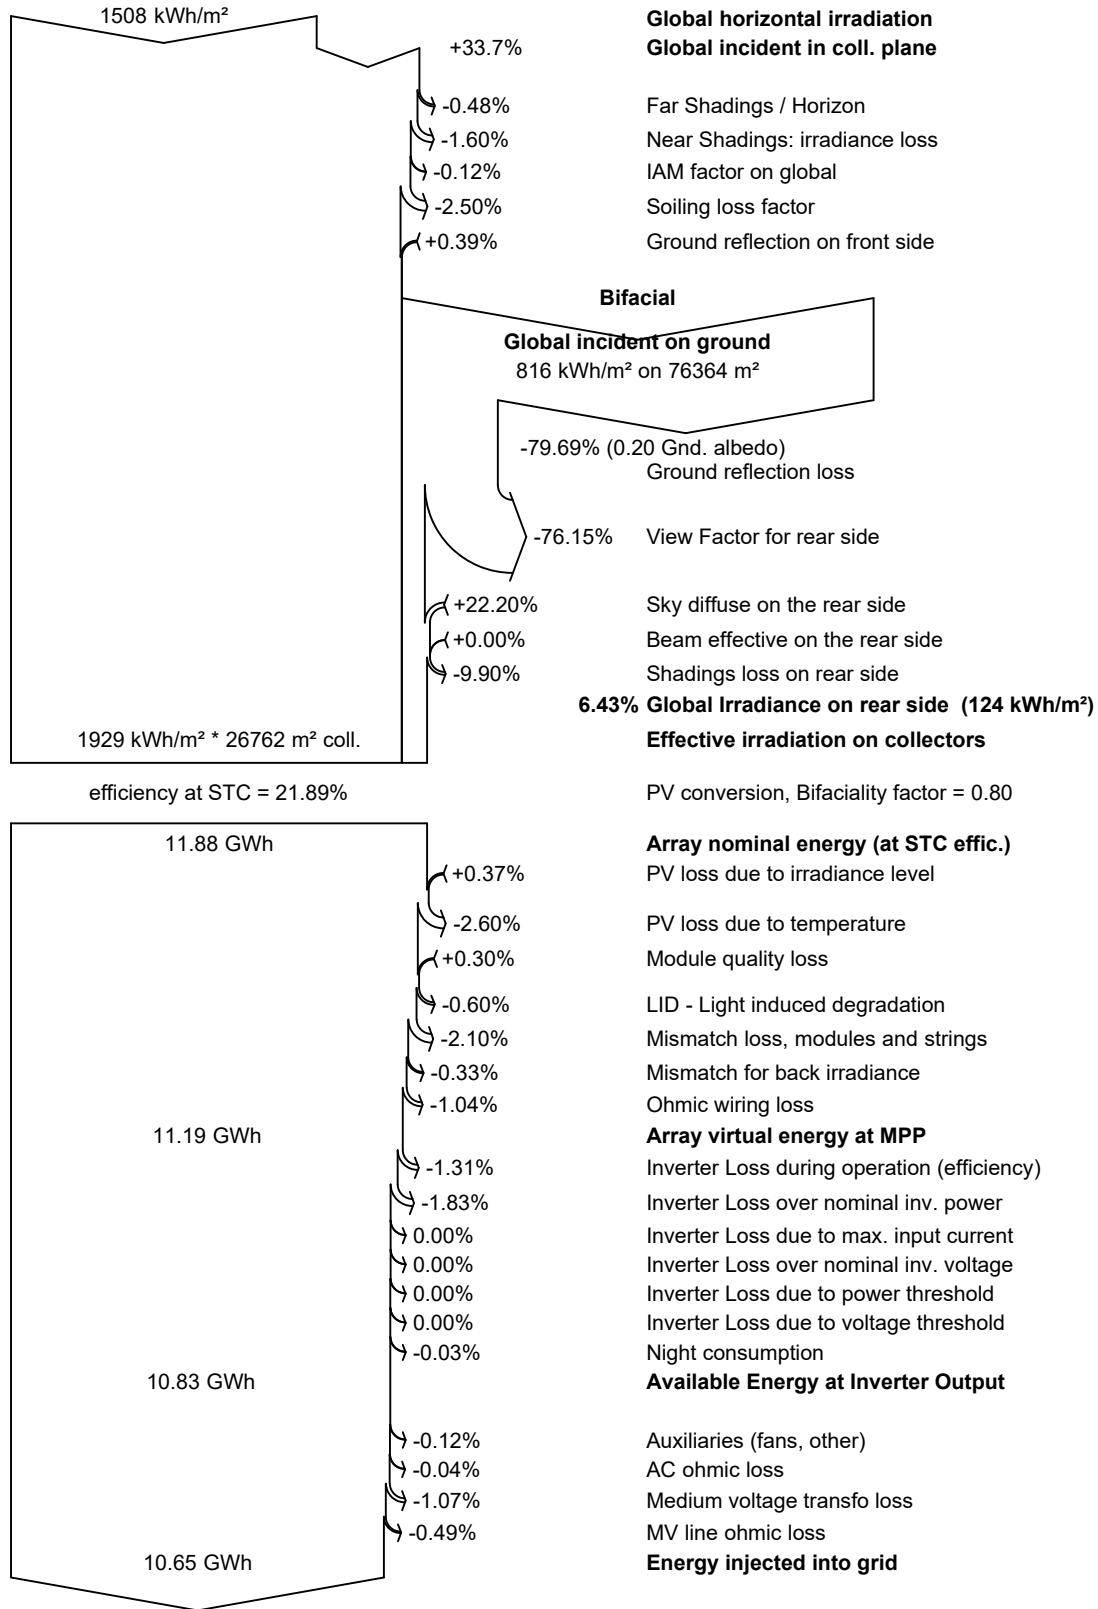 1508 kWh/m² Global horizontal irradiation
+33.7% Global incident in coll. plane
-0.48% Far Shadings / Horizon
-1.60% Near Shadings: irradiance loss
-0.12% IAM factor on global
-2.50% Soiling loss factor
+0.39% Ground reflection on front side
Bifacial
Global incident on ground
816 kWh/m² on 76364 m²
-79.69% (0.20 Gnd. albedo)
Ground reflection loss
-76.15% View Factor for rear side
+22.20% Sky diffuse on the rear side
+0.00% Beam effective on the rear side
-9.90% Shadings loss on rear side
6.43% Global Irradiance on rear side (124 kWh/m²)
1929 kWh/m² * 26762 m² coll. Effective irradiation on collectors
efficiency at STC = 21.89% PV conversion, Bifaciality factor = 0.80
11.88 GWh Array nominal energy (at STC effic.)
+0.37% PV loss due to irradiance level
-2.60% PV loss due to temperature
+0.30% Module quality loss
-0.60% LID - Light induced degradation
-2.10% Mismatch loss, modules and strings
-0.33% Mismatch for back irradiance
-1.04% Ohmic wiring loss
11.19 GWh Array virtual energy at MPP
-1.31% Inverter Loss during operation (efficiency)
-1.83% Inverter Loss over nominal inv. power
0.00% Inverter Loss due to max. input current
0.00% Inverter Loss over nominal inv. voltage
0.00% Inverter Loss due to power threshold
0.00% Inverter Loss due to voltage threshold
-0.03% Night consumption
10.83 GWh Available Energy at Inverter Output
-0.12% Auxiliaries (fans, other)
-0.04% AC ohmic loss
-1.07% Medium voltage transfo loss
-0.49% MV line ohmic loss
10.65 GWh Energy injected into grid